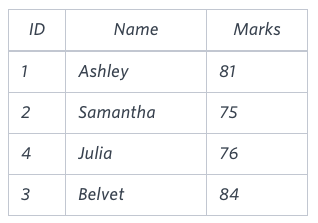 ID Name Marks
1 Ashley 81
2 Samantha 75
4 Julia 76
3 Belvet 84